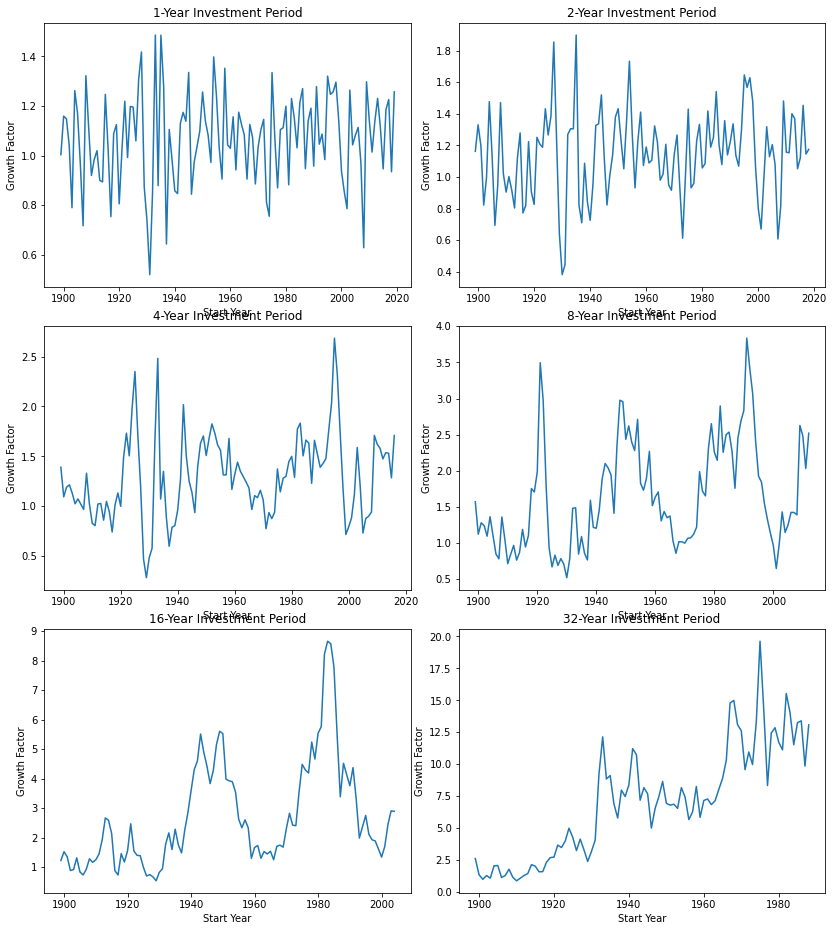 1-Year Investment Period
Growth Factor
1.4
1.2
1.0
0.8
0.6
1900 1920 1940 1960 1980 2000 2020
Start Year
2-Year Investment Period
Growth Factor
1.8
1.6
1.4
1.2
1.0
0.8
0.6
0.4
1900 1920 1940 1960 1980 2000 2020
Start Year
4-Year Investment Period
Growth Factor
2.5
2.0
1.5
1.0
0.5
1900 1920 1940 1960 1980 2000 2020
Start Year
8-Year Investment Period
Growth Factor
4.0
3.5
3.0
2.5
2.0
1.5
1.0
0.5
1900 1920 1940 1960 1980 2000
Start Year
16-Year Investment Period
Growth Factor
9
8
7
6
5
4
3
2
1
1900 1920 1940 1960 1980 2000
Start Year
32-Year Investment Period
Growth Factor
20.0
17.5
15.0
12.5
10.0
7.5
5.0
2.5
0.0
1900 1920 1940 1960 1980
Start Year